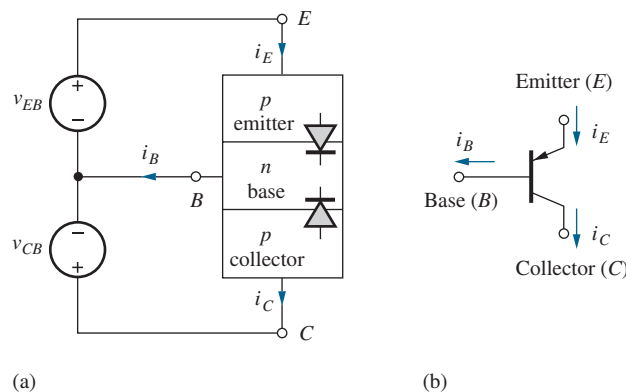 E
i_E
v_EB
+
−
p
emitter
i_B
n
base
B
v_CB
−
+
p
collector
i_C
C
(a)
Emitter (E)
i_E
i_B
Base (B)
i_C
Collector (C)
(b)